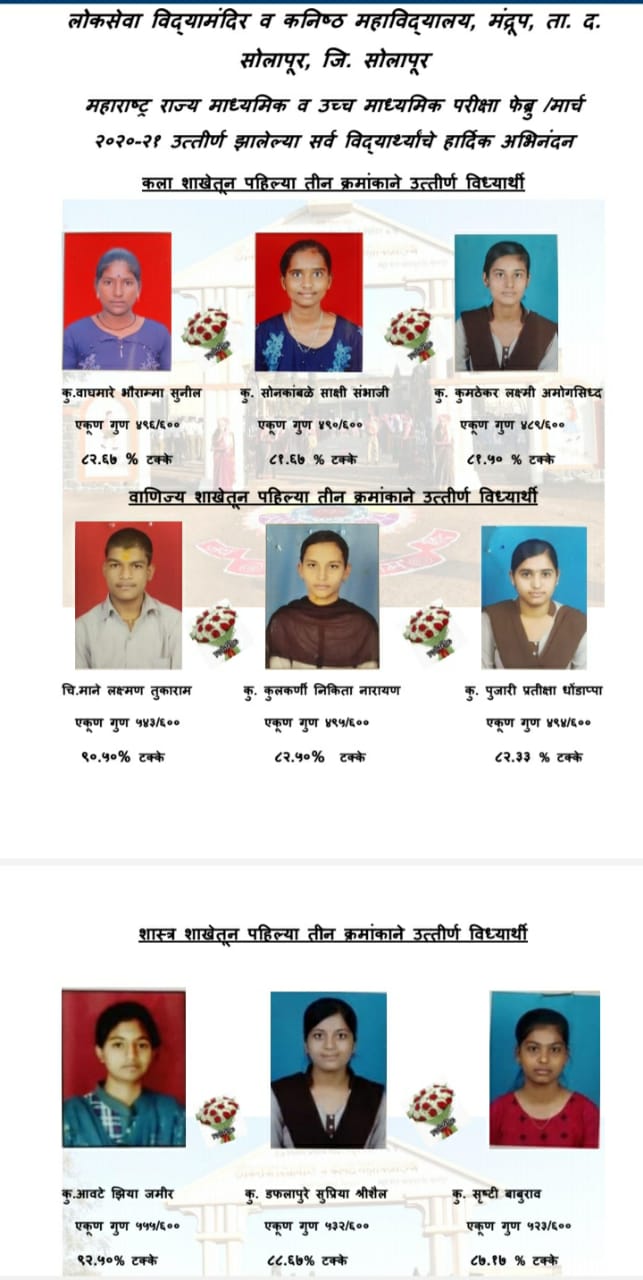 लोकसेवा विद्यामंदिर व कनिष्ठ महाविद्यालय, मंद्रूप, ता. द.
सोलापूर, जि. सोलापूर
महाराष्ट्र राज्य माध्यमिक व उच्च माध्यमिक परीक्षा फेब्रु /मार्च
२०२०-२१ उत्तीर्ण झालेल्या सर्व विद्यार्थ्यांचे हार्दिक अभिनंदन
कला शाखेतून पहिल्या तीन क्रमांकाने उत्तीर्ण विध्यार्थी
कु.वाघमारे भौराम्मा सुनील कु. सोनकांबळे साक्षी संभाजी कु. कुमठेकर लक्ष्मी अमोगसिध्द
एकूण गुण ४९६/६०० एकूण गुण ४९०/६०० एकूण गुण ४८९/६००
८२.६७ % टक्के ८१.६७ % टक्के ८१.५० % टक्के
वाणिज्य शाखेतून पहिल्या तीन क्रमांकाने उत्तीर्ण विध्यार्थी
चि.माने लक्ष्मण तुकाराम कु. कुलकर्णी निकिता नारायण कु. पुजारी प्रतीक्षा धोंडाप्पा
एकूण गुण ५४३/६०० एकूण गुण ४९५/६०० एकूण गुण ४९४/६००
९०.५०% टक्के ८२.५०% टक्के ८२.३३ % टक्के
शास्त्र शाखेतून पहिल्या तीन क्रमांकाने उत्तीर्ण विध्यार्थी
कु.आवटे झिया जमीर कु. डफलापुरे सुप्रिया श्रीशैल कु. सृष्टी बाबुराव
एकूण गुण ५५५/६०० एकूण गुण ५३२/६०० एकूण गुण ५२३/६००
९२.५०% टक्के ८८.६७% टक्के ८७.१७ % टक्के